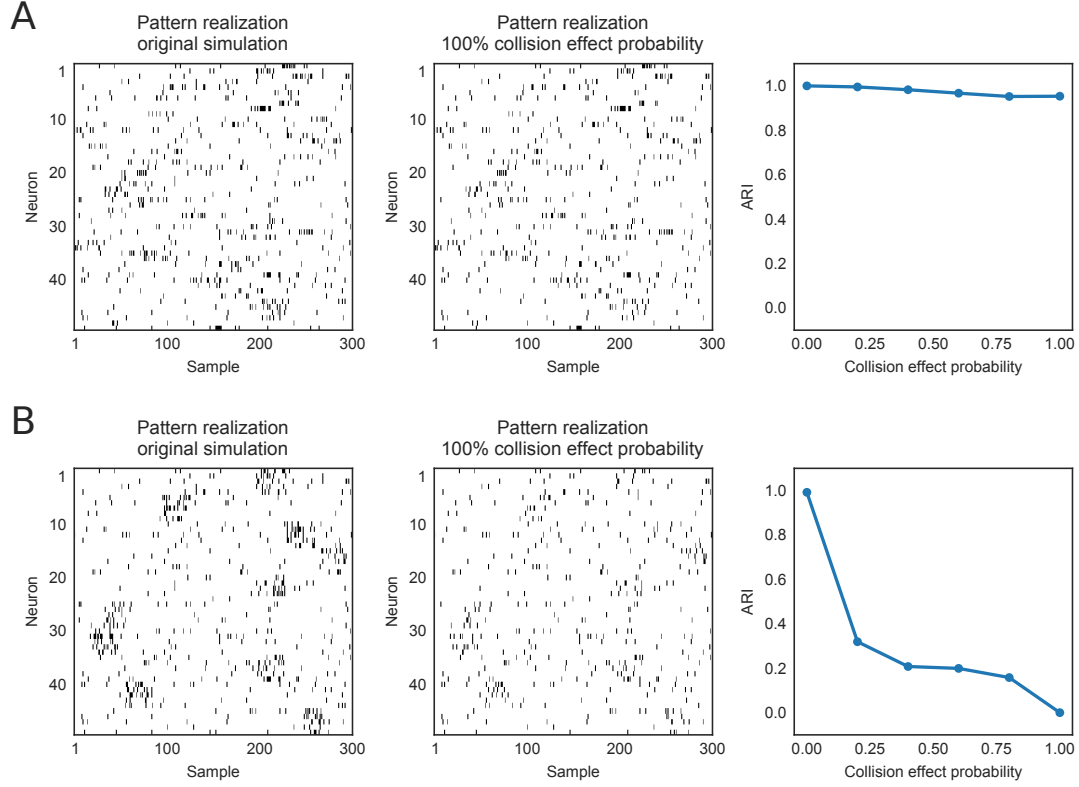 A
Pattern realization
original simulation
1
10
20
30
40
Neuron
1
100
200
300
Sample
Pattern realization
100% collision effect probability
1
10
20
30
40
Neuron
1
100
200
300
Sample
1.0
0.8
0.6
0.4
0.2
0.0
ARI
0.00
0.25
0.50
0.75
1.00
Collision effect probability
B
Pattern realization
original simulation
1
10
20
30
40
Neuron
1
100
200
300
Sample
Pattern realization
100% collision effect probability
1
10
20
30
40
Neuron
1
100
200
300
Sample
1.0
0.8
0.6
0.4
0.2
0.0
ARI
0.00
0.25
0.50
0.75
1.00
Collision effect probability